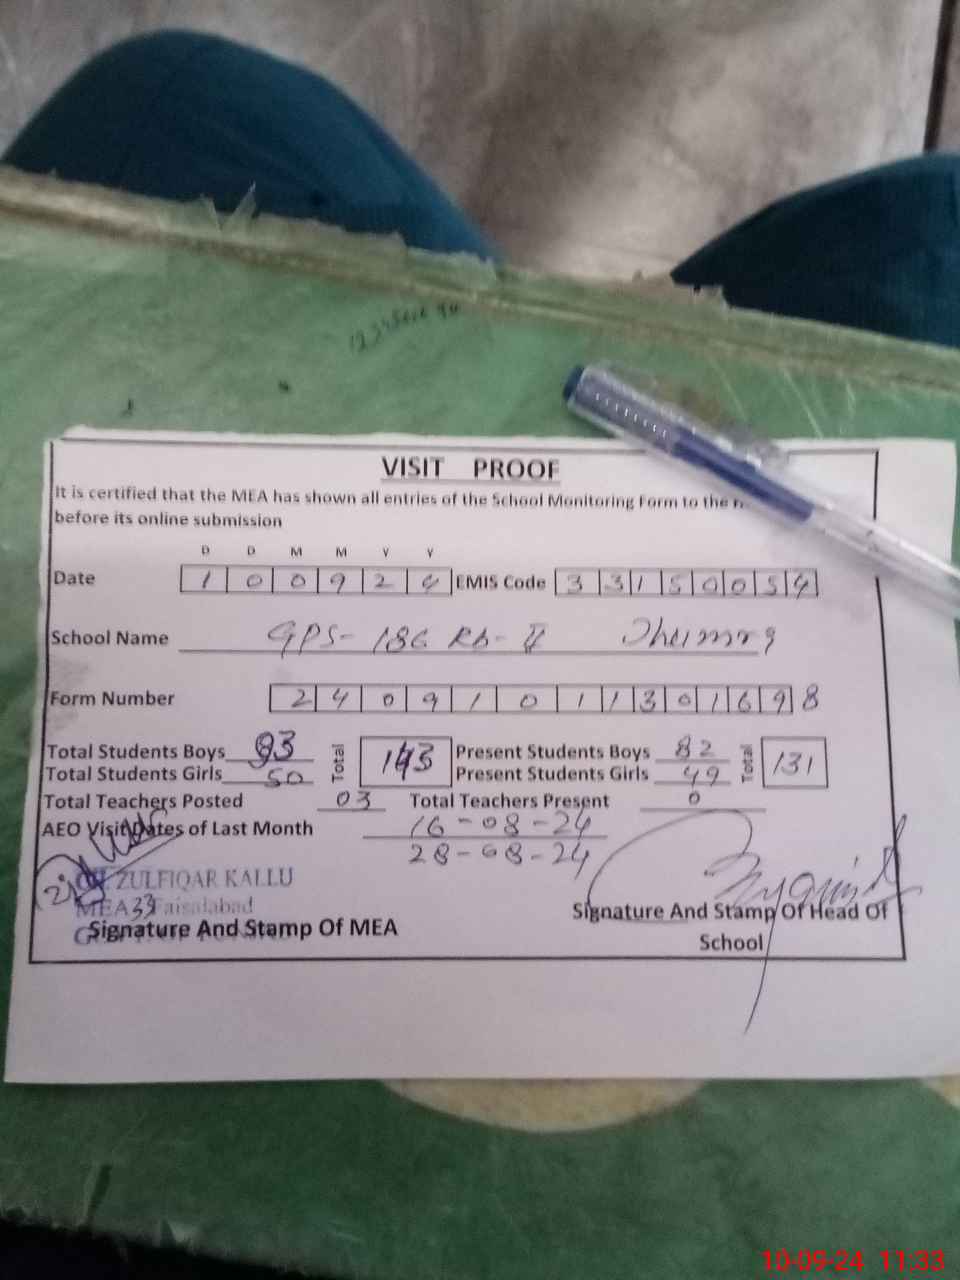 VISIT PROOF
It is certified that the MEA has shown all entries of the School Monitoring Form to the
before its online submission
D D M M Y Y
Date 1 0 0 9 2 4 EMIS Code 3 3 1 5 0 0 5 4
School Name GPS- 186 Rb- II
Form Number 2 4 0 9 1 0 1 1 3 0 1 6 9 8
Total Students Boys 93 Total 143 Present Students Boys 82 Total 131
Total Students Girls 50 Present Students Girls 49
Total Teachers Posted 03 Total Teachers Present 0
AEO Visit Dates of Last Month 16-08-24
28-08-24
CH. ZULFIQAR KALLU
MEA 33 Faisalabad
Signature And Stamp Of MEA
Signature And Stamp Of Head Of
School
10-09-24 11:33